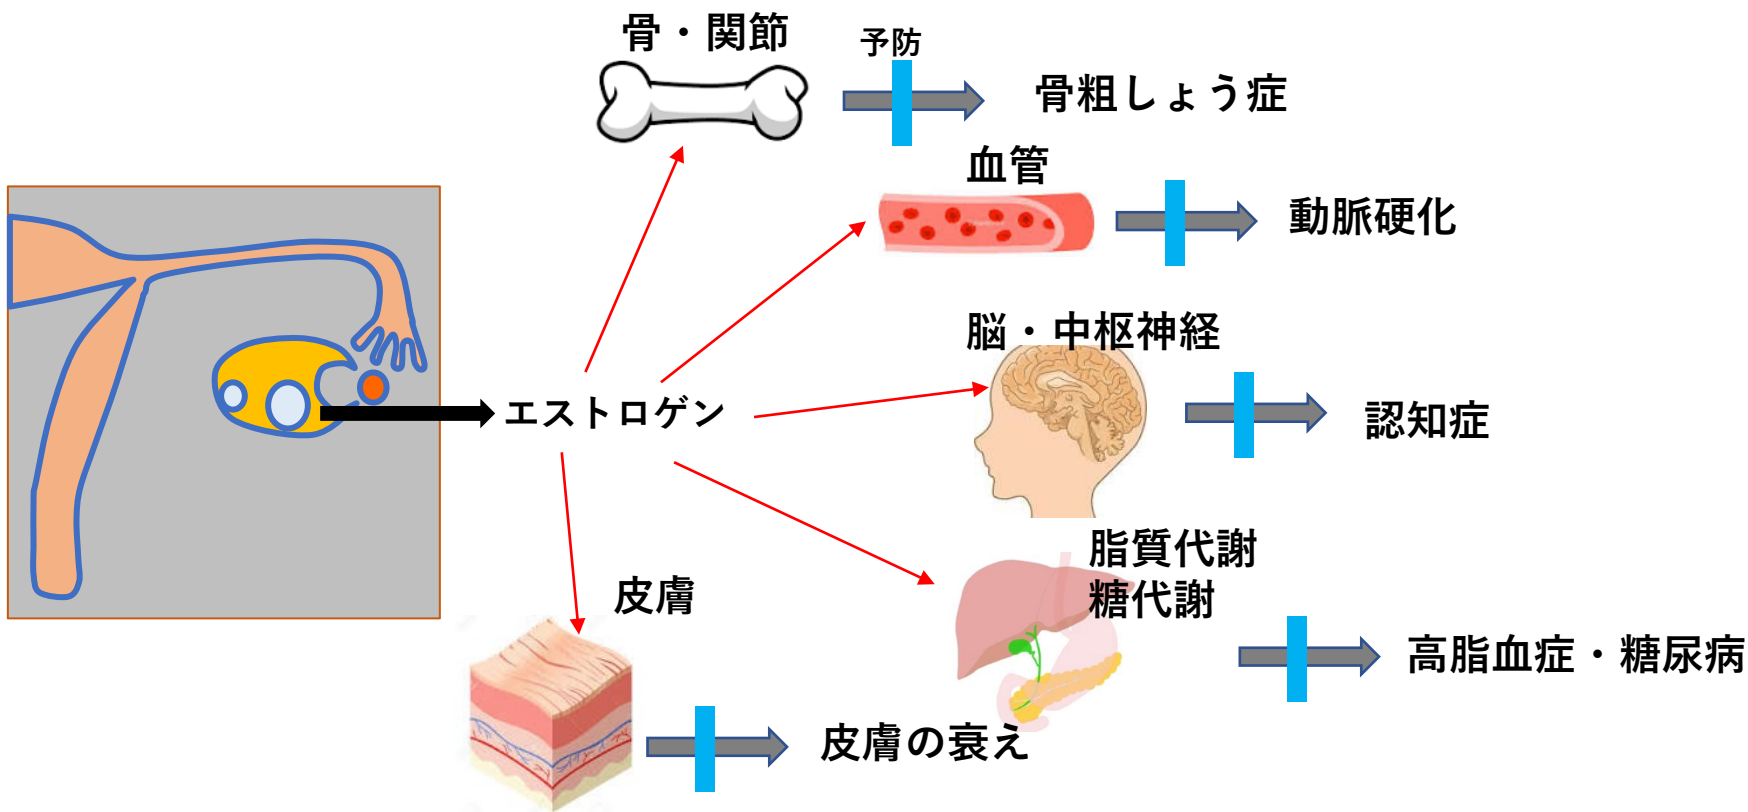 骨・関節
予防
骨粗しょう症
血管
動脈硬化
脳・中枢神経
認知症
エストロゲン
脂質代謝
糖代謝
高脂血症・糖尿病
皮膚
皮膚の衰え